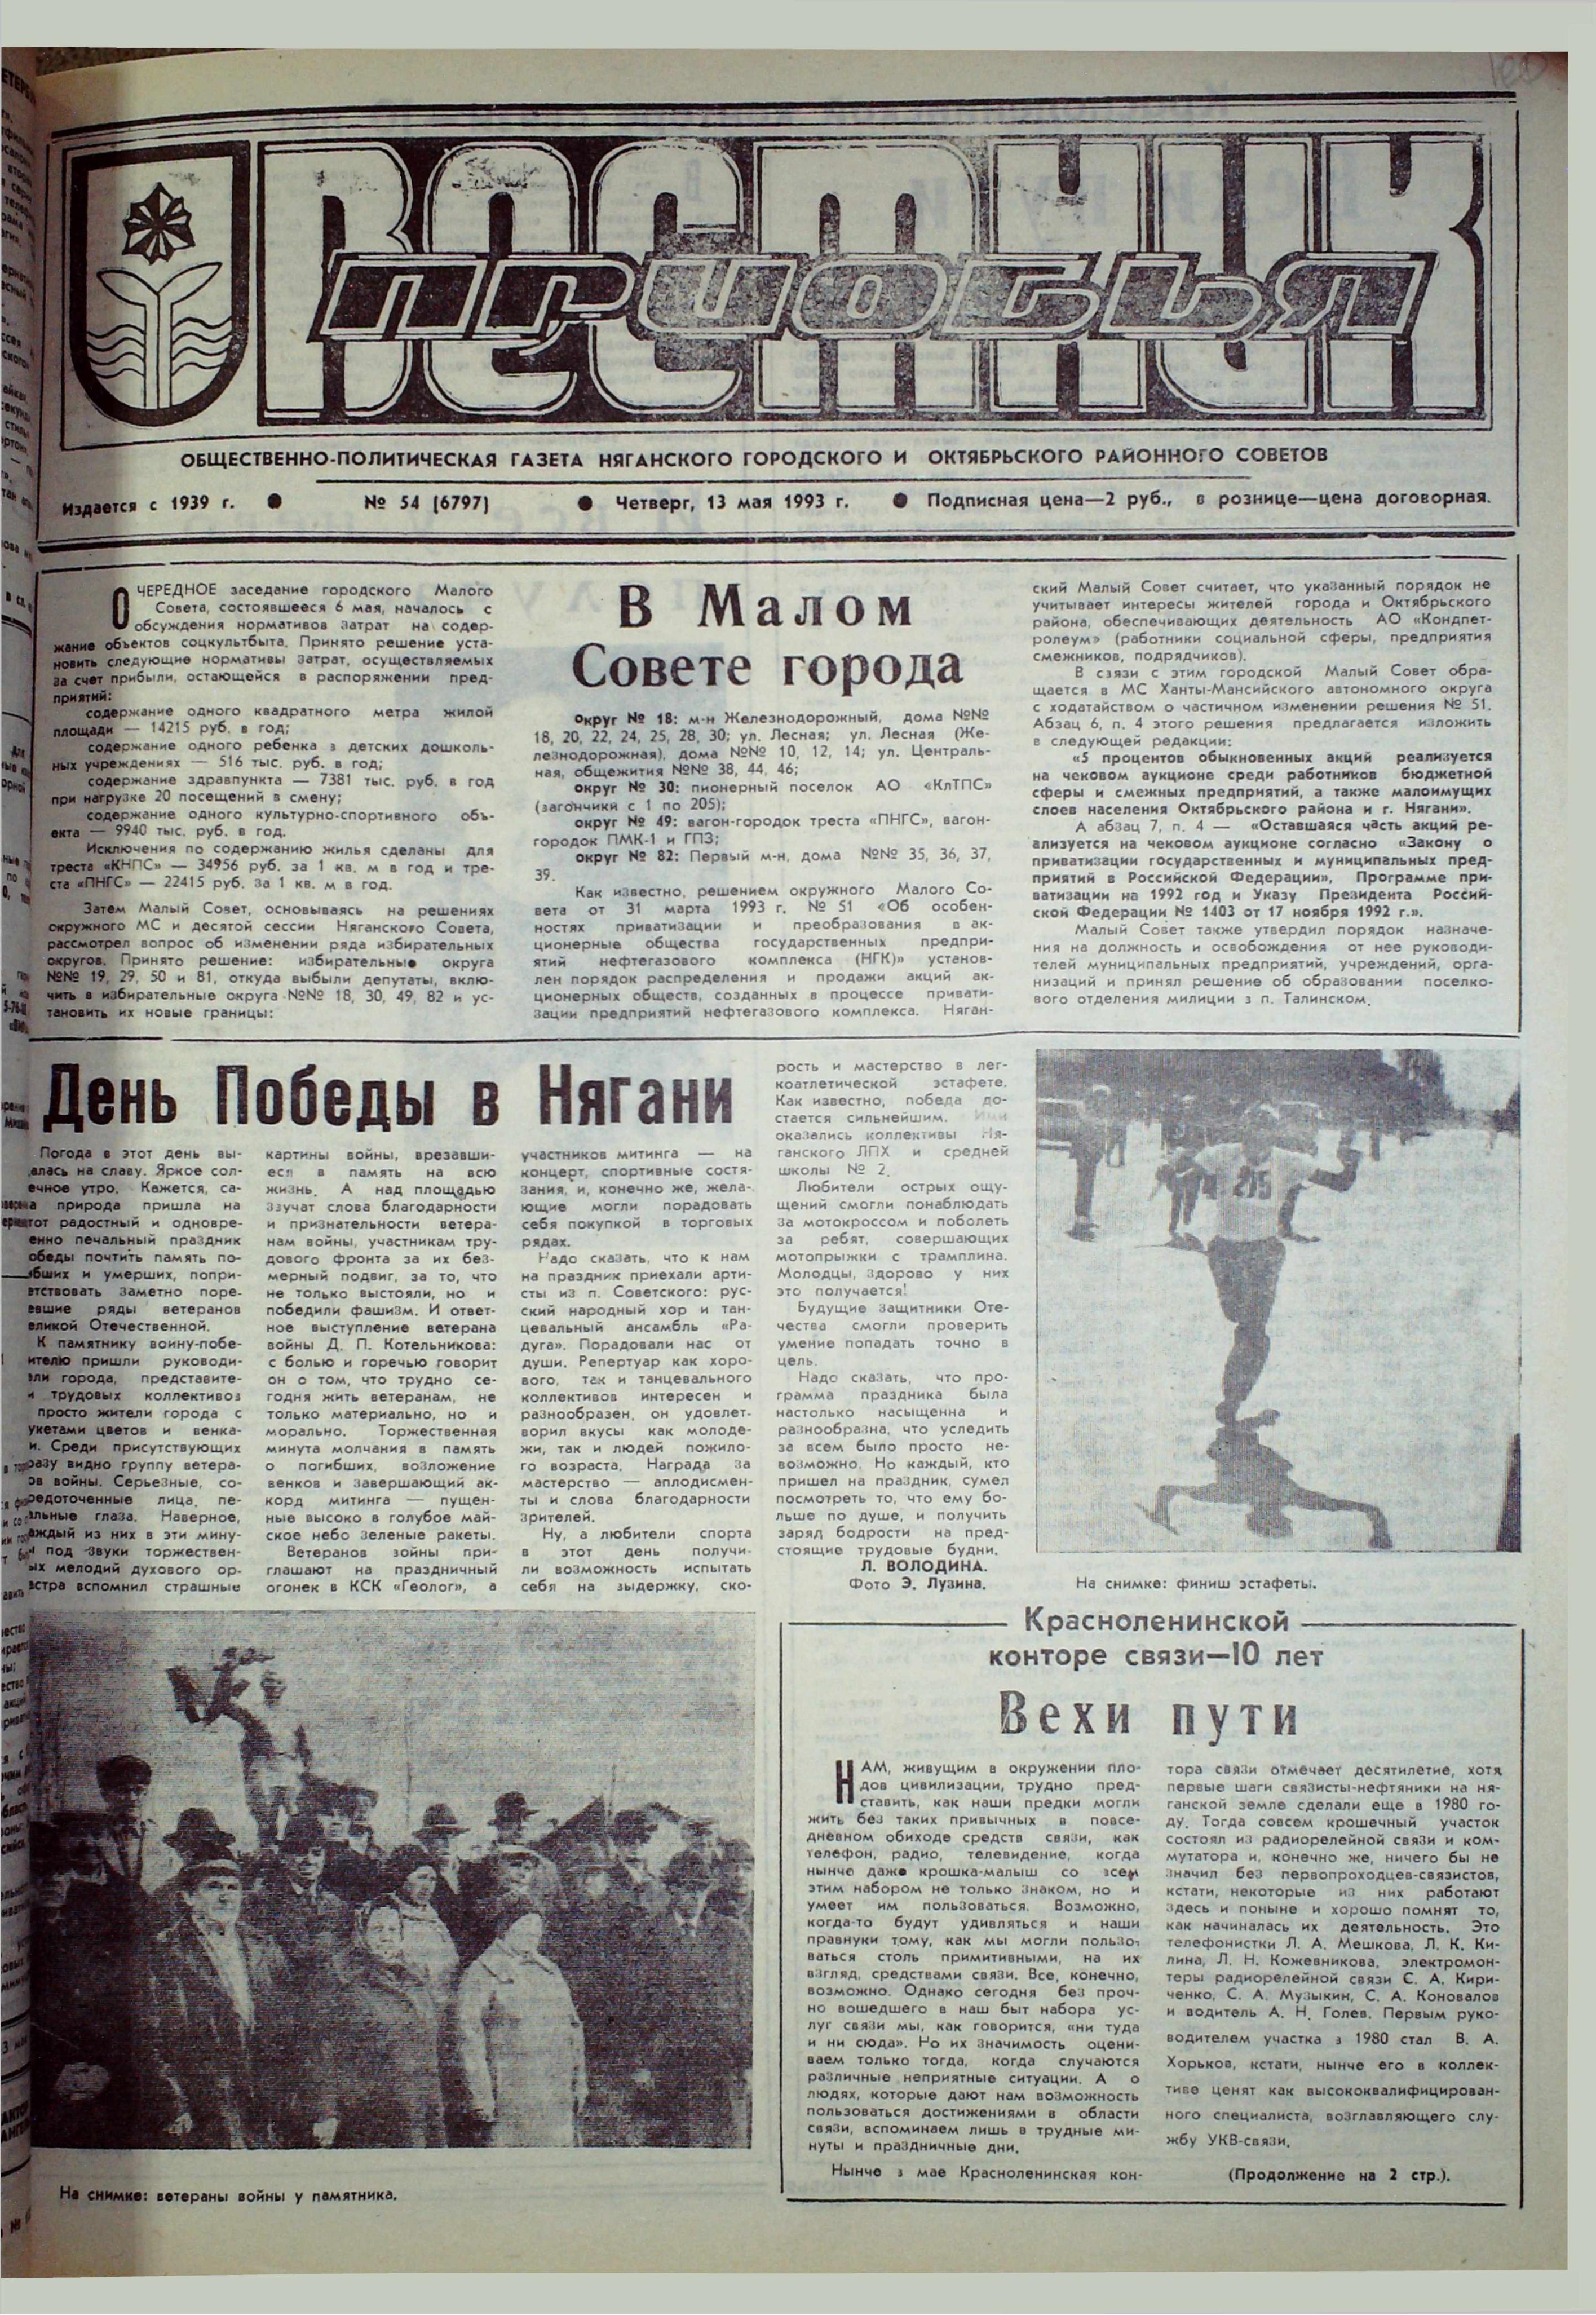 ВЕСТНИК
ПРИОБЬЯ
ОБЩЕСТВЕННО-ПОЛИТИЧЕСКАЯ ГАЗЕТА НЯГАНСКОГО ГОРОДСКОГО И ОКТЯБРЬСКОГО РАЙОННОГО СОВЕТОВ
Издается с 1939 г. ● № 54 (6797) ● Четверг, 13 мая 1993 г. ● Подписная цена—2 руб., в рознице—цена договорная.
В Малом
Совете города
ОЧЕРЕДНОЕ заседание городского Малого
Совета, состоявшееся 6 мая, началось с
обсуждения нормативов затрат на содер-
жание объектов соцкультбыта. Принято решение уста-
новить следующие нормативы затрат, осуществляемых
за счет прибыли, остающейся в распоряжении пред-
приятий:
содержание одного квадратного метра жилой
площади — 14215 руб. в год;
содержание одного ребенка в детских дошколь-
ных учреждениях — 516 тыс. руб. в год;
содержание здравпункта — 7381 тыс. руб. в год
при нагрузке 20 посещений в смену;
содержание одного культурно-спортивного объ-
екта — 9940 тыс. руб. в год.
Исключения по содержанию жилья сделаны для
треста «КНПС» — 34956 руб. за 1 кв. м в год и тре-
ста «ПНГС» — 22415 руб. за 1 кв. м в год.
Затем Малый Совет, основываясь на решениях
окружного МС и десятой сессии Няганского Совета,
рассмотрел вопрос об изменении ряда избирательных
округов. Принято решение: избирательные округа
№№ 19, 29, 50 и 81, откуда выбыли депутаты, вклю-
чить в избирательные округа №№ 18, 30, 49, 82 и ус-
тановить их новые границы:
округ № 18: м-н Железнодорожный, дома №№
18, 20, 22, 24, 25, 28, 30; ул. Лесная; ул. Лесная (Же-
лезнодорожная), дома №№ 10, 12, 14; ул. Централь-
ная, общежития №№ 38, 44, 46;
округ № 30: пионерный поселок АО «КлТПС»
(загончики с 1 по 205);
округ № 49: вагон-городок треста «ПНГС», вагон-
городок ПМК-1 и ГПЗ;
округ № 82: Первый м-н, дома №№ 35, 36, 37,
39.
Как известно, решением окружного Малого Со-
вета от 31 марта 1993 г. № 51 «Об особен-
ностях приватизации и преобразования в ак-
ционерные общества государственных предпри-
ятий нефтегазового комплекса (НГК)» установ-
лен порядок распределения и продажи акций ак-
ционерных обществ, созданных в процессе привати-
зации предприятий нефтегазового комплекса. Няган-
ский Малый Совет считает, что указанный порядок не
учитывает интересы жителей города и Октябрьского
района, обеспечивающих деятельность АО «Кондпет-
ролеум» (работники социальной сферы, предприятия
смежников, подрядчиков).
В связи с этим городской Малый Совет обра-
щается в МС Ханты-Мансийского автономного округа
с ходатайством о частичном изменении решения № 51.
Абзац 6, п. 4 этого решения предлагается изложить
в следующей редакции:
«5 процентов обыкновенных акций реализуется
на чековом аукционе среди работников бюджетной
сферы и смежных предприятий, а также малоимущих
слоев населения Октябрьского района и г. Нягани».
А абзац 7, п. 4 — «Оставшаяся часть акций ре-
ализуется на чековом аукционе согласно «Закону о
приватизации государственных и муниципальных пред-
приятий в Российской Федерации», Программе при-
ватизации на 1992 год и Указу Президента Россий-
ской Федерации № 1403 от 17 ноября 1992 г.».
Малый Совет также утвердил порядок назначе-
ния на должность и освобождения от нее руководи-
телей муниципальных предприятий, учреждений, орга-
низаций и принял решение об образовании поселко-
вого отделения милиции в п. Талинском.
День Победы в Нягани
Погода в этот день вы-
алась на славу. Яркое сол-
ечное утро. Кажется, са-
а природа пришла на
тот радостный и одновре-
енно печальный праздник
обеды почтить память по-
ибших и умерших, попри-
етствовать заметно поре-
евшие ряды ветеранов
еликой Отечественной.
К памятнику воину-побе-
ителю пришли руководи-
ели города, представите-
и трудовых коллективов
просто жители города с
укетами цветов и венка-
и. Среди присутствующих
разу видно группу ветера-
ов войны. Серьезные, со-
редоточенные лица, пе-
альные глаза. Наверное,
аждый из них в эти мину-
ы под звуки торжествен-
ых мелодий духового ор-
естра вспомнил страшные
картины войны, врезавши-
еся в память на всю
жизнь. А над площадью
звучат слова благодарности
и признательности ветера-
нам войны, участникам тру-
дового фронта за их без-
мерный подвиг, за то, что
не только выстояли, но и
победили фашизм. И ответ-
ное выступление ветерана
войны Д. П. Котельникова:
с болью и горечью говорит
он о том, что трудно се-
годня жить ветеранам, не
только материально, но и
морально. Торжественная
минута молчания в память
о погибших, возложение
венков и завершающий ак-
корд митинга — пущен-
ные высоко в голубое май-
ское небо зеленые ракеты.
Ветеранов войны при-
глашают на праздничный
огонек в КСК «Геолог», а
участников митинга — на
концерт, спортивные состя-
зания, и, конечно же, жела-
ющие могли порадовать
себя покупкой в торговых
рядах.
Надо сказать, что к нам
на праздник приехали арти-
сты из п. Советского: рус-
ский народный хор и тан-
цевальный ансамбль «Ра-
дуга». Порадовали нас от
души. Репертуар как хоро-
вого, так и танцевального
коллективов интересен и
разнообразен, он удовлет-
ворил вкусы как молоде-
жи, так и людей пожило-
го возраста. Награда за
мастерство — аплодисмен-
ты и слова благодарности
зрителей.
Ну, а любители спорта
в этот день получи-
ли возможность испытать
себя на выдержку, ско-
рость и мастерство в лег-
коатлетической эстафете.
Как известно, победа до-
стается сильнейшим. Ими
оказались коллективы Ня-
ганского ЛПХ и средней
школы № 2.
Любители острых ощу-
щений смогли понаблюдать
за мотокроссом и поболеть
за ребят, совершающих
мотопрыжки с трамплина.
Молодцы, здорово у них
это получается!
Будущие защитники Оте-
чества смогли проверить
умение попадать точно в
цель.
Надо сказать, что про-
грамма праздника была
настолько насыщенна и
разнообразна, что уследить
за всем было просто не-
возможно. Но каждый, кто
пришел на праздник, сумел
посмотреть то, что ему бо-
льше по душе, и получить
заряд бодрости на пред-
стоящие трудовые будни.
Л. ВОЛОДИНА.
Фото Э. Лузина.
215
На снимке: финиш эстафеты.
На снимке: ветераны войны у памятника.
Красноленинской
конторе связи—10 лет
Вехи пути
НАМ, живущим в окружении пло-
дов цивилизации, трудно пред-
ставить, как наши предки могли
жить без таких привычных в повсе-
дневном обиходе средств связи, как
телефон, радио, телевидение, когда
нынче даже крошка-малыш со всем
этим набором не только знаком, но и
умеет им пользоваться. Возможно,
когда-то будут удивляться и наши
правнуки тому, как мы могли пользо-
ваться столь примитивными, на их
взгляд, средствами связи. Все, конечно,
возможно. Однако сегодня без проч-
но вошедшего в наш быт набора ус-
луг связи мы, как говорится, «ни туда
и ни сюда». Но их значимость оцени-
ваем только тогда, когда случаются
различные неприятные ситуации. А о
людях, которые дают нам возможность
пользоваться достижениями в области
связи, вспоминаем лишь в трудные ми-
нуты и праздничные дни.
Нынче в мае Красноленинская кон-
тора связи отмечает десятилетие, хотя
первые шаги связисты-нефтяники на ня-
ганской земле сделали еще в 1980 го-
ду. Тогда совсем крошечный участок
состоял из радиорелейной связи и ком-
мутатора и, конечно же, ничего бы не
значил без первопроходцев-связистов,
кстати, некоторые из них работают
здесь и поныне и хорошо помнят то,
как начиналась их деятельность. Это
телефонистки Л. А. Мешкова, Л. К. Ки-
лина, Л. Н. Кожевникова, электромон-
теры радиорелейной связи С. А. Кири-
ченко, С. А. Музыкин, С. А. Коновалов
и водитель А. Н. Голев. Первым руко-
водителем участка в 1980 стал В. А.
Хорьков, кстати, нынче его в коллек-
тиве ценят как высококвалифицирован-
ного специалиста, возглавляющего слу-
жбу УКВ-связи.
(Продолжение на 2 стр.).